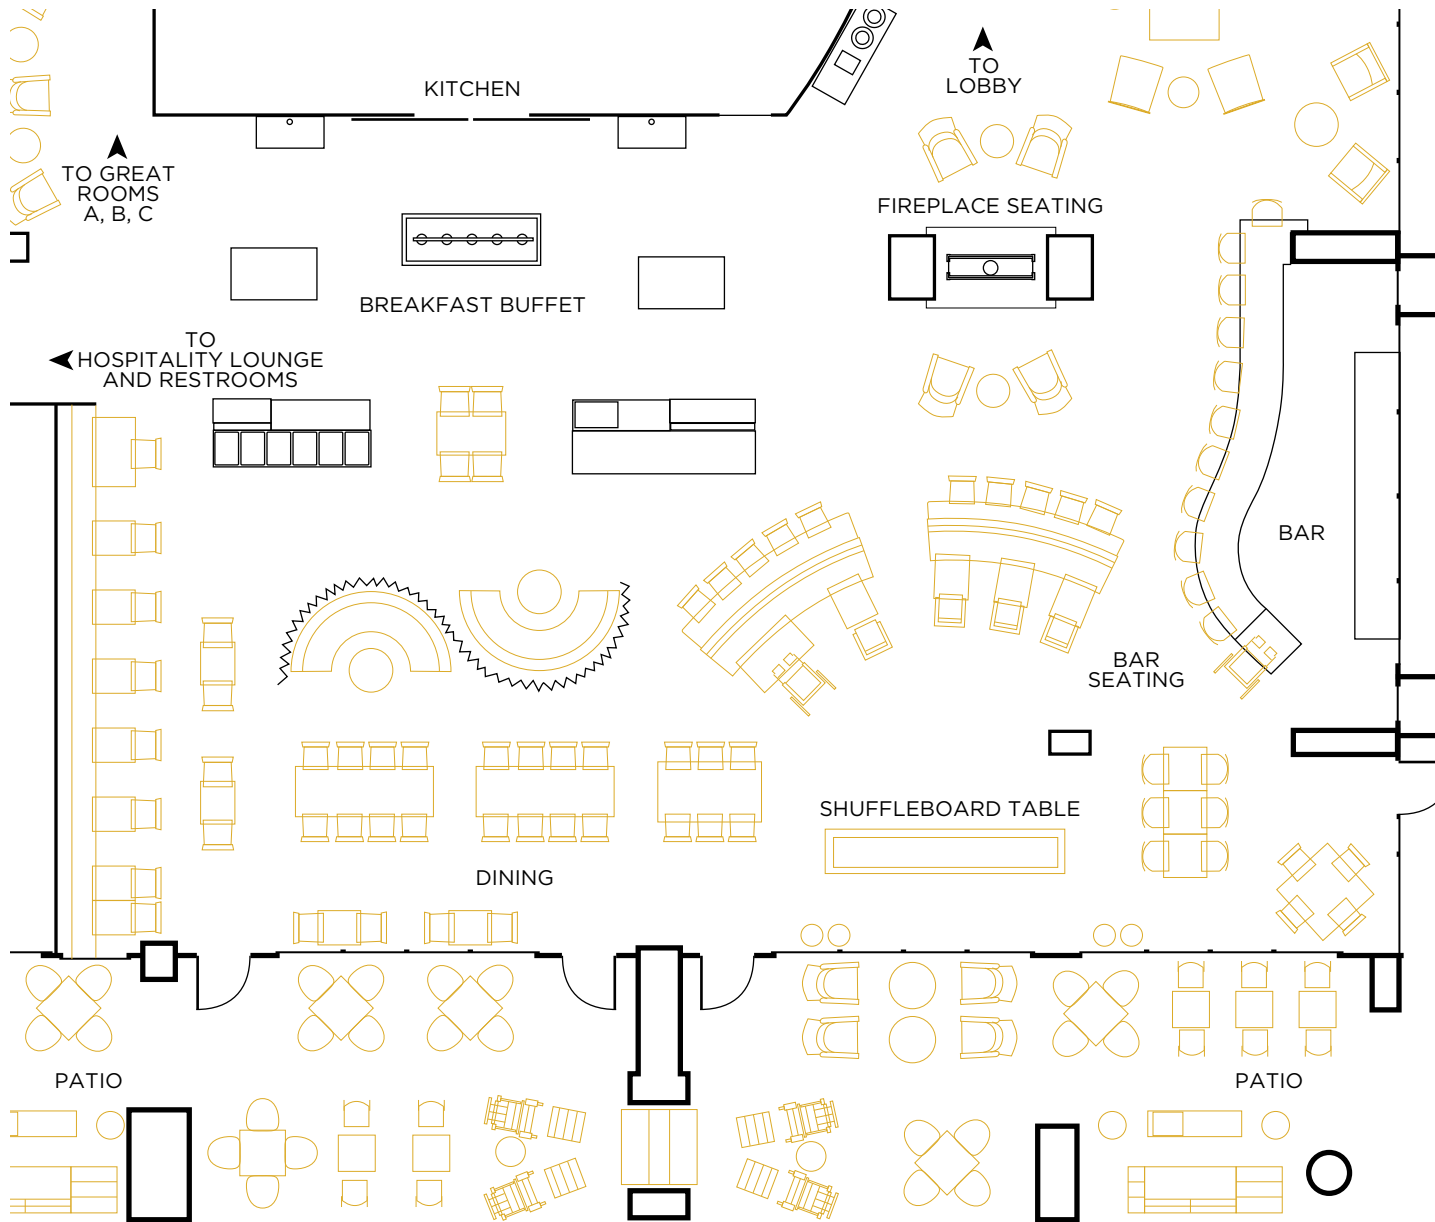 KITCHEN
TO
LOBBY
TO GREAT
ROOMS
A, B, C
FIREPLACE SEATING
BREAKFAST BUFFET
TO
HOSPITALITY LOUNGE
AND RESTROOMS
BAR
BAR
SEATING
SHUFFLEBOARD TABLE
DINING
PATIO
PATIO